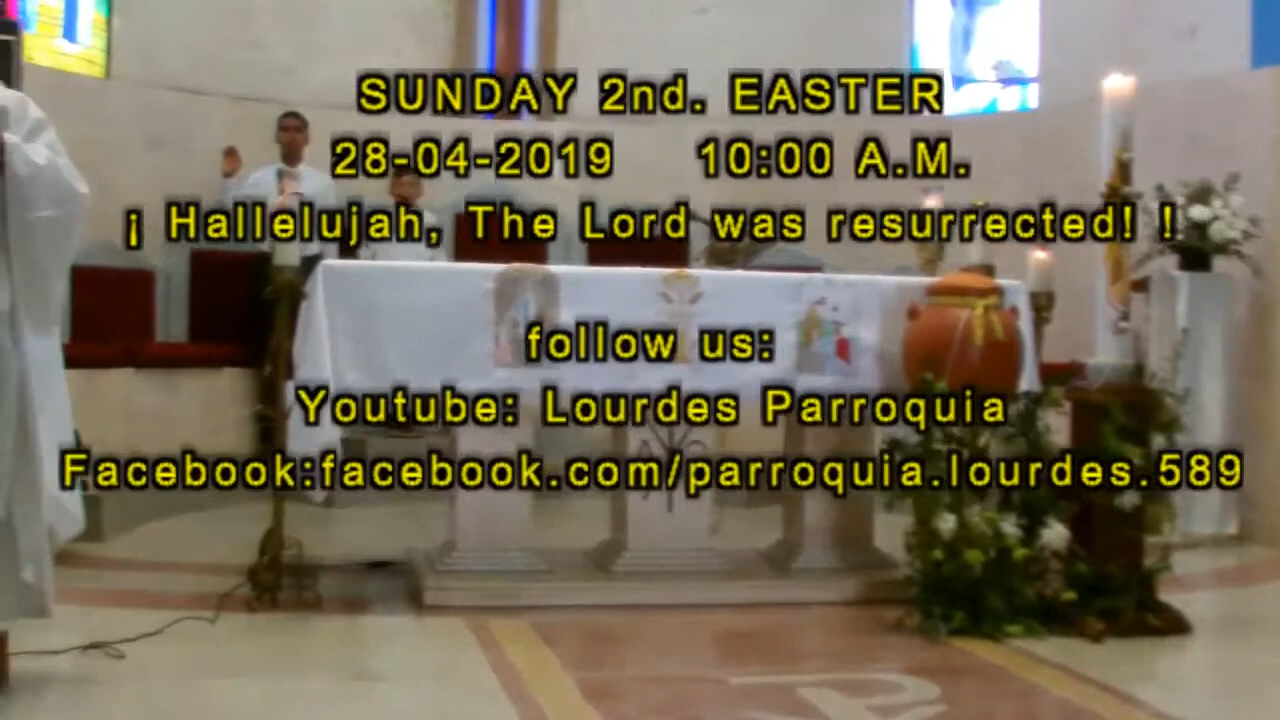 SUNDAY 2nd. EASTER
28-04-2019 10:00 A.M.
¡ Hallelujah, The Lord was resurrected! !
follow us:
Youtube: Lourdes Parroquia
Facebook:facebook.com/parroquia.lourdes.589